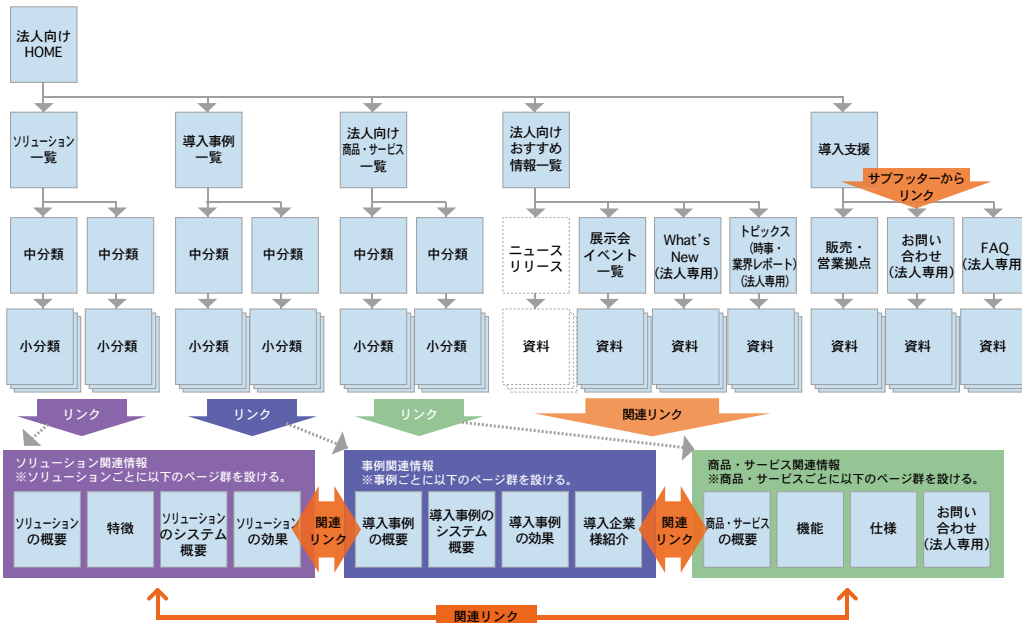 法人向け
HOME
ソリューション
一覧
導入事例
一覧
法人向け
商品・サービス
一覧
法人向け
おすすめ
情報一覧
導入支援
サブフッターから
リンク
中分類
中分類
中分類
中分類
中分類
中分類
ニュース
リリース
展示会
イベント
一覧
What's
New
(法人専用)
トピックス
(時事・
業界レポート)
(法人専用)
販売・
営業拠点
お問い
合わせ
(法人専用)
FAQ
(法人専用)
小分類
小分類
小分類
小分類
小分類
小分類
資料
資料
資料
資料
資料
資料
資料
リンク
リンク
リンク
関連リンク
ソリューション関連情報
※ソリューションごとに以下のページ群を設ける。
ソリューション
の概要
特徴
ソリューション
のシステム
概要
ソリューション
の効果
関連
リンク
事例関連情報
※事例ごとに以下のページ群を設ける。
導入事例
の概要
導入事例の
システム
概要
導入事例
の効果
導入企業
様紹介
関連
リンク
商品・サービス関連情報
※商品・サービスごとに以下のページ群を設ける。
商品・サービス
の概要
機能
仕様
お問い
合わせ
(法人専用)
関連リンク